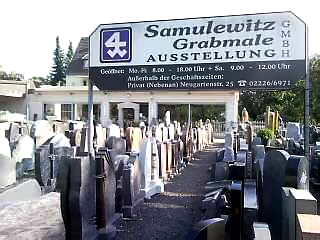 Samulewitz
Grabmale
AUSSTELLUNG
GMBH
Geöffnet: Mo.-Fr. 8.00 - 18.00 Uhr + Sa. 9.00 - 12.00 Uhr
Außerhalb der Geschäftszeiten:
Privat (Nebenan) Neugartenstr. 25 ☎ 02226/6971